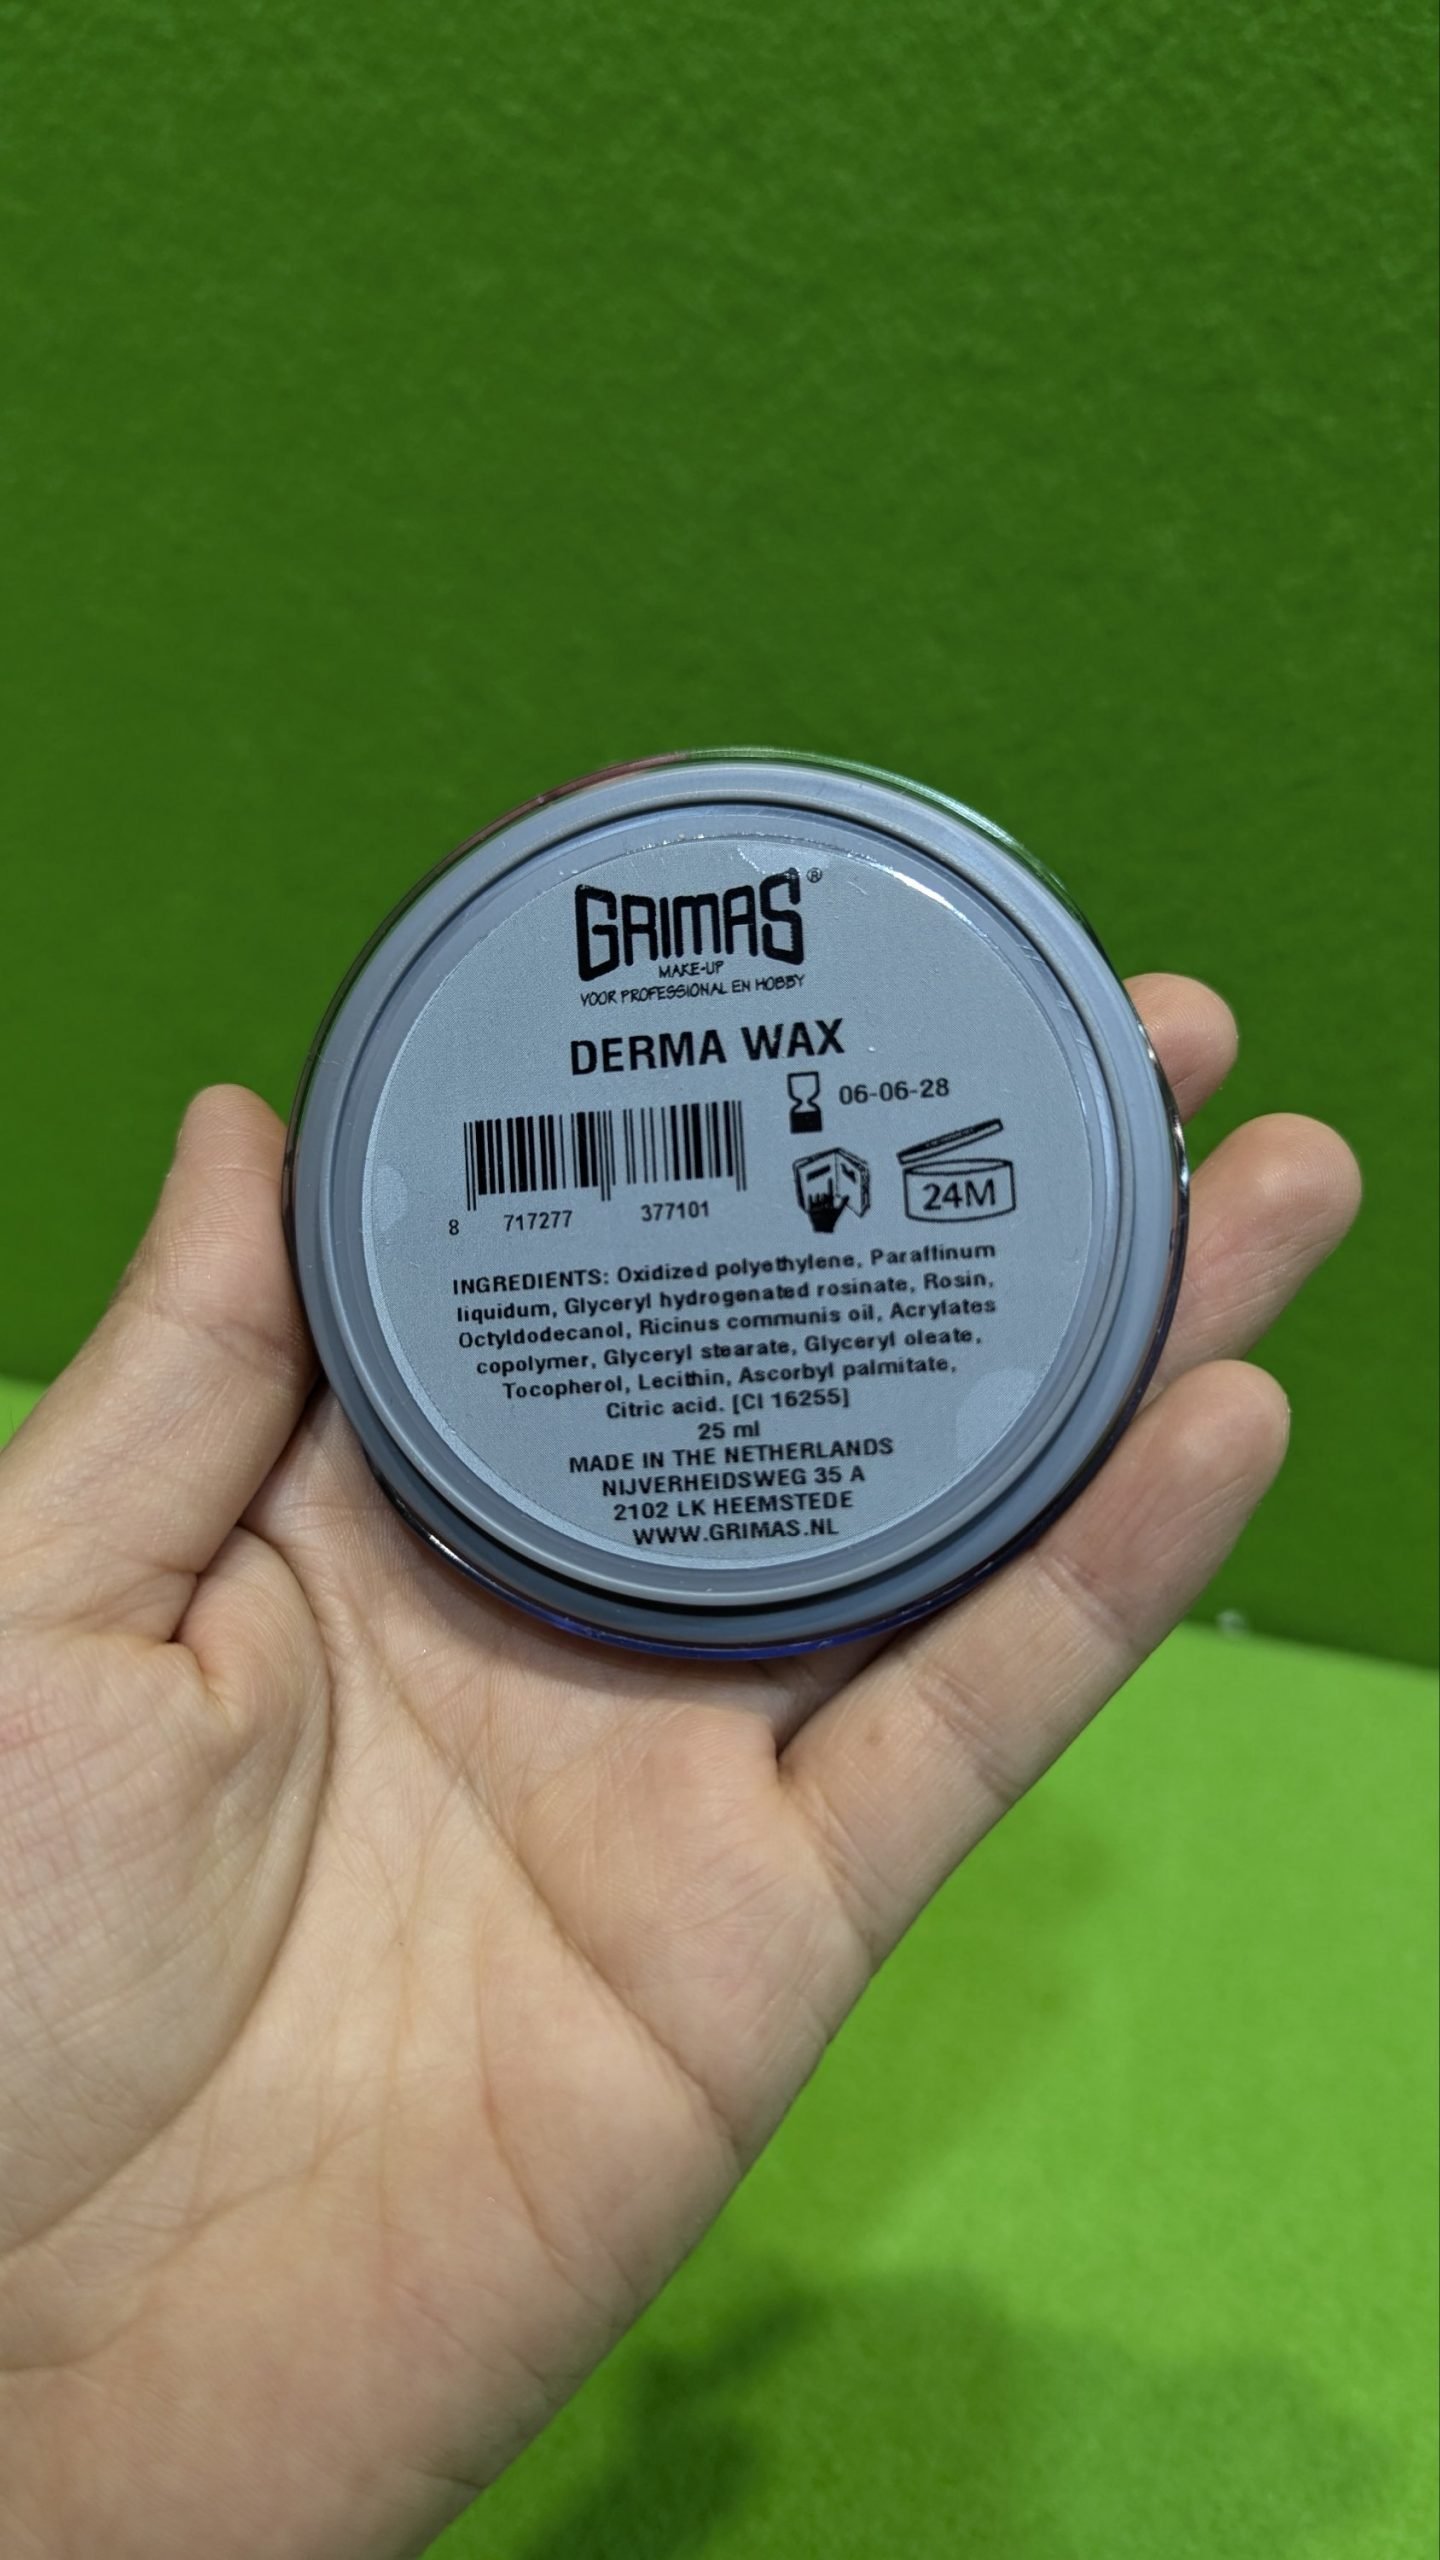 GRIMAS®
MAKE-UP
VOOR PROFESSIONAL EN HOBBY
DERMA WAX
06-06-28
24M
8 717277 377101
INGREDIENTS: Oxidized polyethylene, Paraffinum
liquidum, Glyceryl hydrogenated rosinate, Rosin,
Octyldodecanol, Ricinus communis oil, Acrylates
copolymer, Glyceryl stearate, Glyceryl oleate,
Tocopherol, Lecithin, Ascorbyl palmitate,
Citric acid. [CI 16255]
25 ml
MADE IN THE NETHERLANDS
NIJVERHEIDSWEG 35 A
2102 LK HEEMSTEDE
WWW.GRIMAS.NL